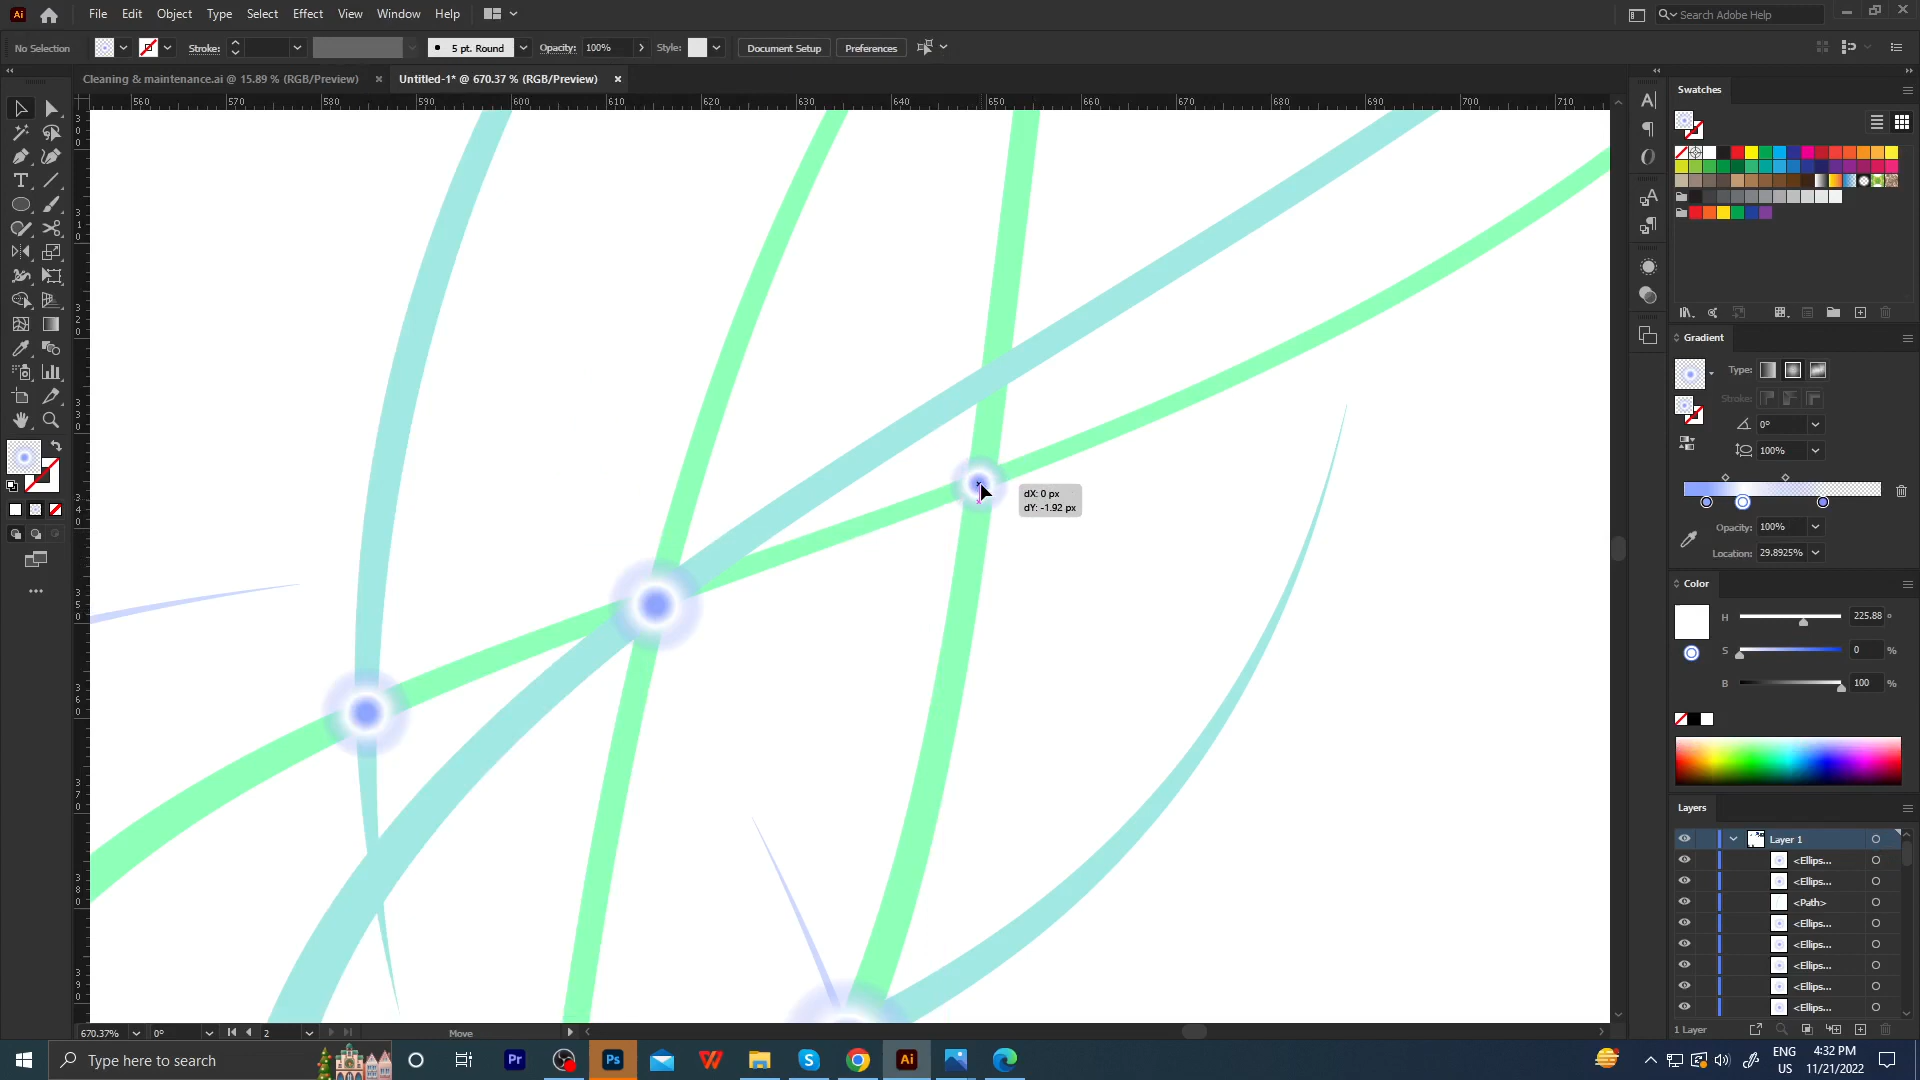 Ai File Edit Object Type Select Effect View Window Help Search Adobe Help
No Selection Stroke: 5 pt. Round Opacity: 100% Style: Document Setup Preferences
Cleaning & maintenance.ai @ 15.89 % (RGB/Preview) Untitled-1* @ 670.37 % (RGB/Preview)
560 570 580 590 600 610 620 630 640 650 660 670 680 690 700 710
Swatches
Gradient
Type:
Stroke:
0°
100%
dX: 0 px
dY: -1.92 px
Opacity: 100%
Location: 29.8925%
Color
H 225.88 °
S 0 %
B 100 %
Layers
Layer 1
<Ellips...
<Ellips...
<Path>
<Ellips...
<Ellips...
<Ellips...
<Ellips...
<Ellips...
1 Layer
670.37% 0° 2 Move
Type here to search Pr Ps Ai ENG US 4:32 PM 11/21/2022